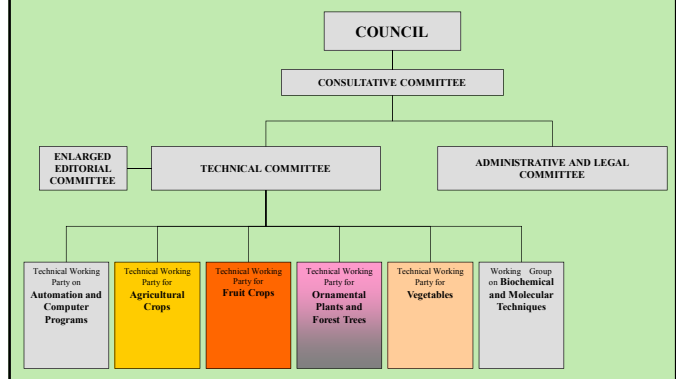 COUNCIL
CONSULTATIVE COMMITTEE
ENLARGED
EDITORIAL
COMMITTEE
TECHNICAL COMMITTEE
ADMINISTRATIVE AND LEGAL
COMMITTEE
Technical Working
Party on
Automation and
Computer
Programs
Technical Working
Party for
Agricultural
Crops
Technical Working
Party for
Fruit Crops
Technical Working
Party for
Ornamental
Plants and
Forest Trees
Technical Working
Party for
Vegetables
Working Group
on Biochemical
and Molecular
Techniques